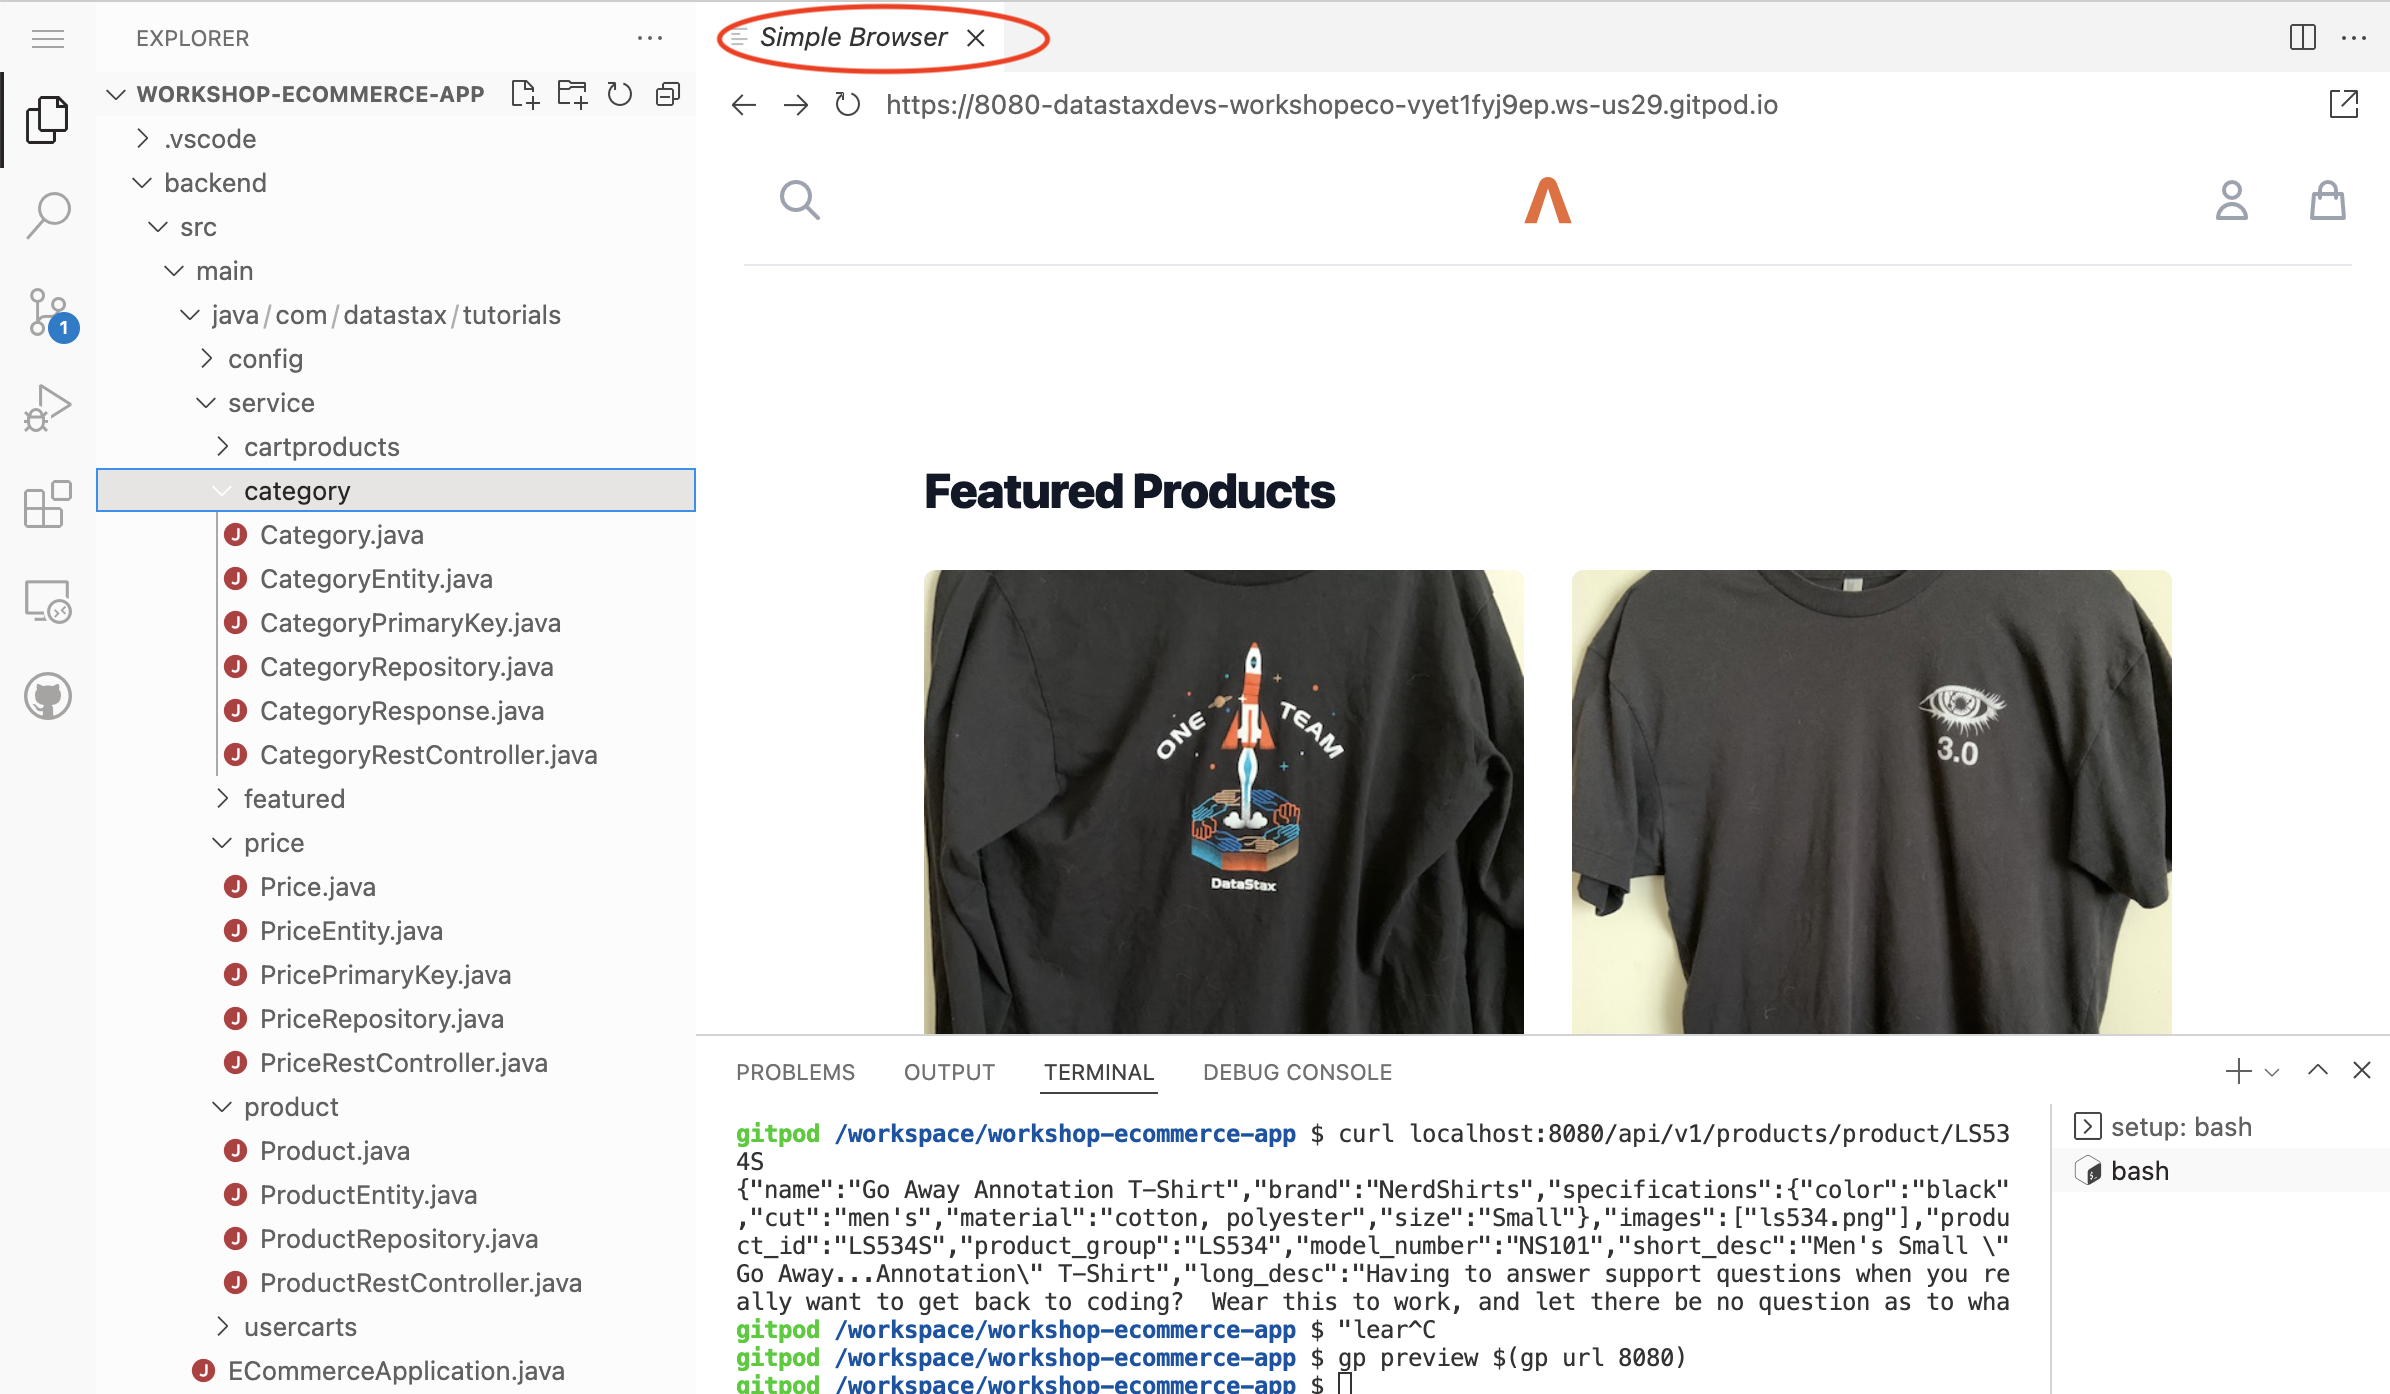 EXPLORER
WORKSHOP-ECOMMERCE-APP
.vscode
backend
src
main
java/com/datastax/tutorials
config
service
cartproducts
category
Category.java
CategoryEntity.java
CategoryPrimaryKey.java
CategoryRepository.java
CategoryResponse.java
CategoryRestController.java
featured
price
Price.java
PriceEntity.java
PricePrimaryKey.java
PriceRepository.java
PriceRestController.java
product
Product.java
ProductEntity.java
ProductRepository.java
ProductRestController.java
usercarts
ECommerceApplication.java
1
Simple Browser
https://8080-datastaxdevs-workshopeco-vyet1fyj9ep.ws-us29.gitpod.io
Featured Products
ONE TEAM
DataStax
3.0
PROBLEMS OUTPUT TERMINAL DEBUG CONSOLE
gitpod /workspace/workshop-ecommerce-app $ curl localhost:8080/api/v1/products/product/LS53
4S
{"name":"Go Away Annotation T-Shirt","brand":"NerdShirts","specifications":{"color":"black"
,"cut":"men's","material":"cotton, polyester","size":"Small"},"images":["ls534.png"],"produ
ct_id":"LS534S","product_group":"LS534","model_number":"NS101","short_desc":"Men's Small \"
Go Away...Annotation\" T-Shirt","long_desc":"Having to answer support questions when you re
ally want to get back to coding?  Wear this to work, and let there be no question as to wha
gitpod /workspace/workshop-ecommerce-app $ "lear^C
gitpod /workspace/workshop-ecommerce-app $ gp preview $(gp url 8080)
gitpod /workspace/workshop-ecommerce-app $
setup: bash
bash